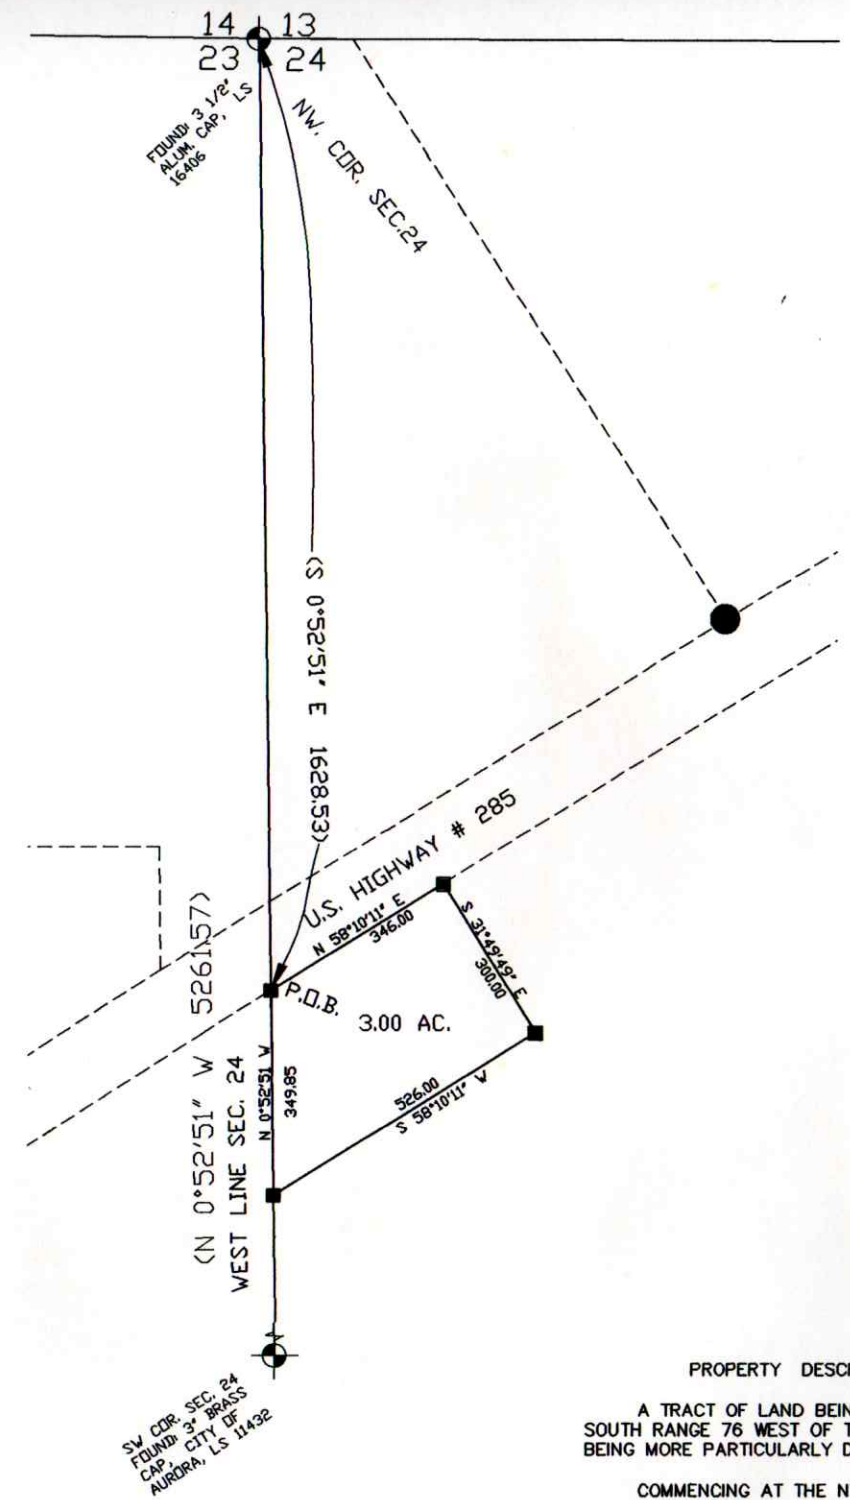 14 13
23 24
FOUND: 3 1/2"
ALUM. CAP, LS
16406
NW. COR. SEC.24
(S 0°52'51" E 1628.53)
U.S. HIGHWAY # 285
N 58°10'11" E
346.00
S 31°49'49" E
300.00
P.O.B.
3.00 AC.
526.00
S 58°10'11" W
N 0°52'51 W
349.85
(N 0°52'51" W 5261.57)
WEST LINE SEC. 24
SW COR. SEC. 24
FOUND: 3" BRASS
CAP, CITY OF
AURORA, LS 11432
PROPERTY DESC
A TRACT OF LAND BEIN
SOUTH RANGE 76 WEST OF T
BEING MORE PARTICULARLY D
COMMENCING AT THE N